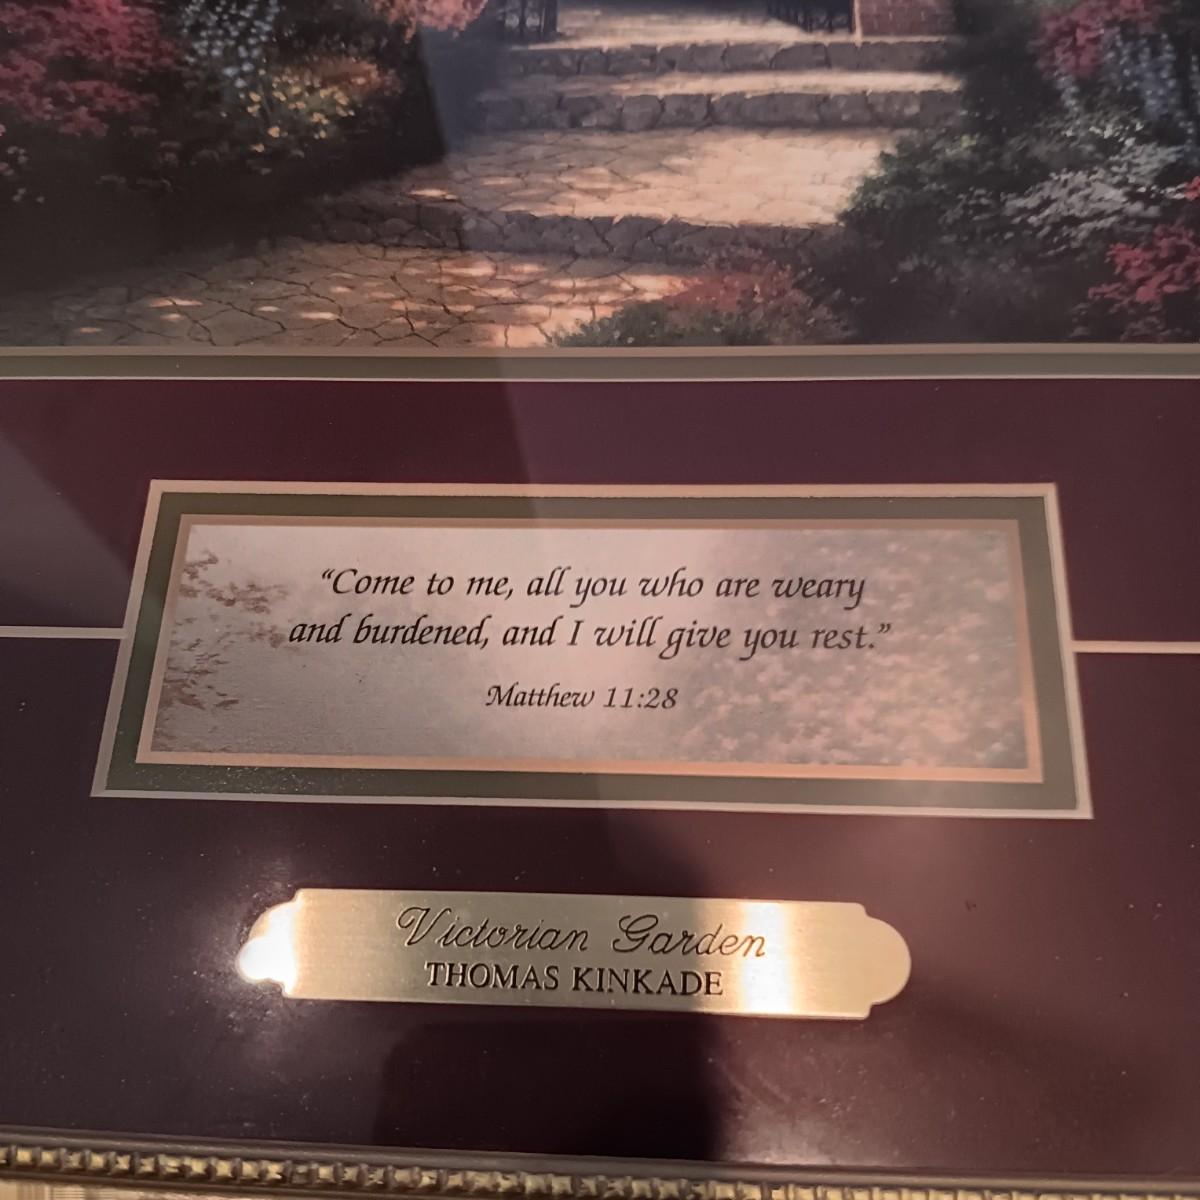 “Come to me, all you who are weary
and burdened, and I will give you rest.”
Matthew 11:28
Victorian Garden
THOMAS KINKADE